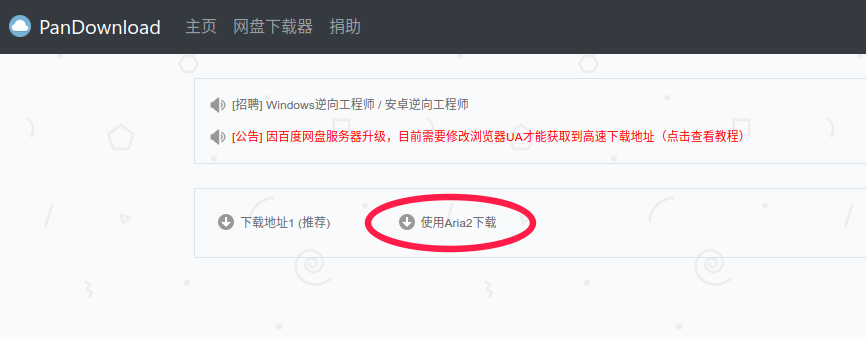 PanDownload 主页 网盘下载器 捐助
[招聘] Windows逆向工程师 / 安卓逆向工程师
[公告] 因百度网盘服务器升级，目前需要修改浏览器UA才能获取到高速下载地址（点击查看教程）
下载地址1 (推荐) 使用Aria2下载